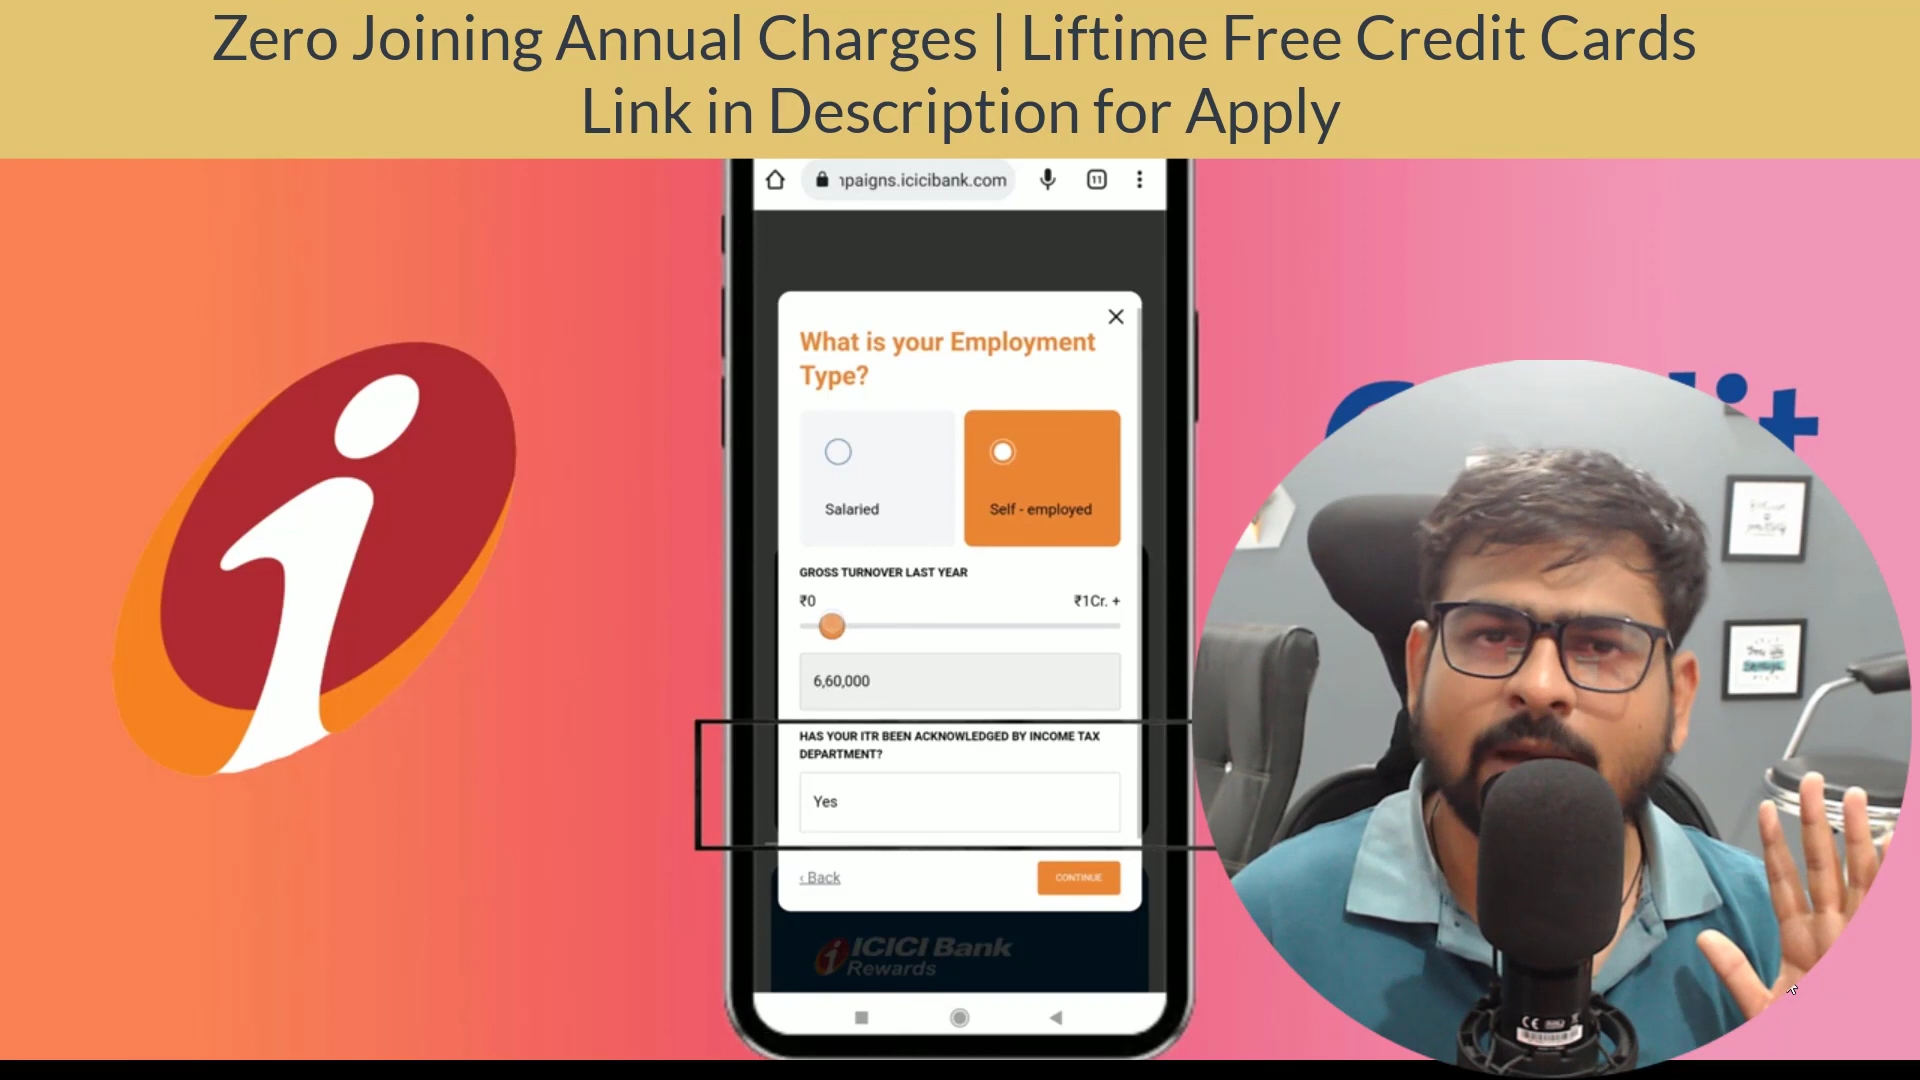 Zero Joining Annual Charges | Liftime Free Credit Cards
Link in Description for Apply
npaigns.icicibank.com
11
What is your Employment
Type?
Salaried
Self - employed
GROSS TURNOVER LAST YEAR
₹0
₹1Cr. +
6,60,000
HAS YOUR ITR BEEN ACKNOWLEDGED BY INCOME TAX
DEPARTMENT?
Yes
‹ Back
CONTINUE
ICICI Bank
Rewards